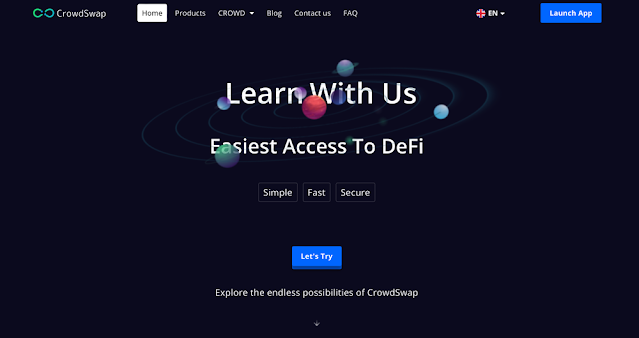 CrowdSwap
Home Products CROWD Blog Contact us FAQ
EN
Launch App
Learn With Us
Easiest Access To DeFi
Simple Fast Secure
Let's Try
Explore the endless possibilities of CrowdSwap